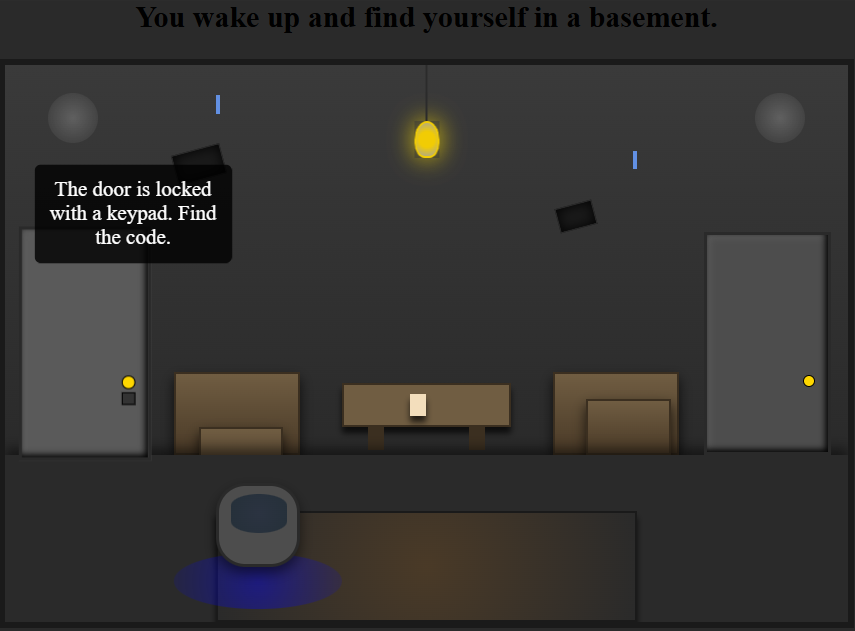 You wake up and find yourself in a basement.
The door is locked
with a keypad. Find
the code.